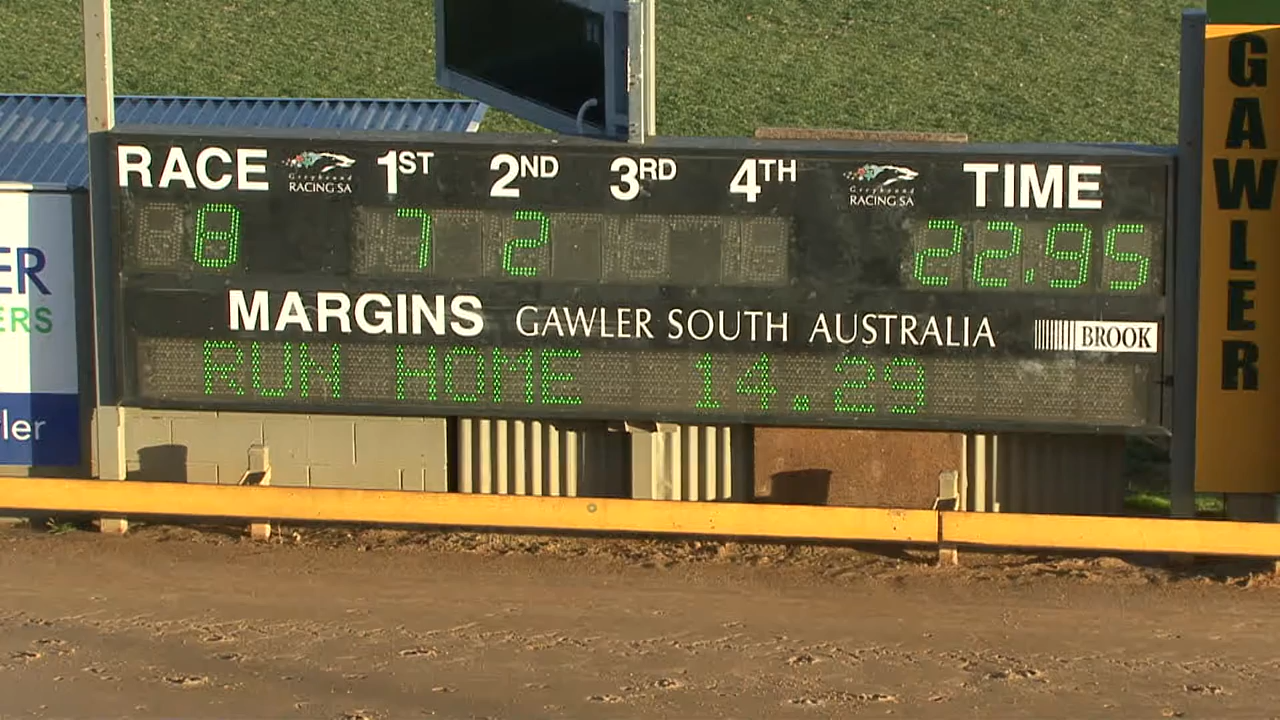 RACE 1ST 2ND 3RD 4TH TIME
Greyhound RACING SA
Greyhound RACING SA
8 7 2 22.95
MARGINS GAWLER SOUTH AUSTRALIA BROOK
RUN HOME 14.29
GAWLER
ER
ERS
ler